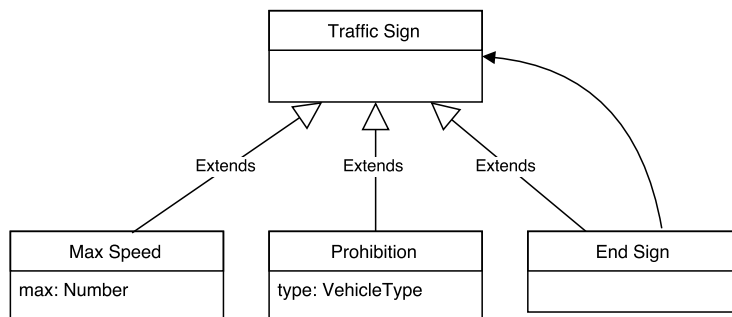 Traffic Sign
Extends
Extends
Extends
Max Speed
max: Number
Prohibition
type: VehicleType
End Sign